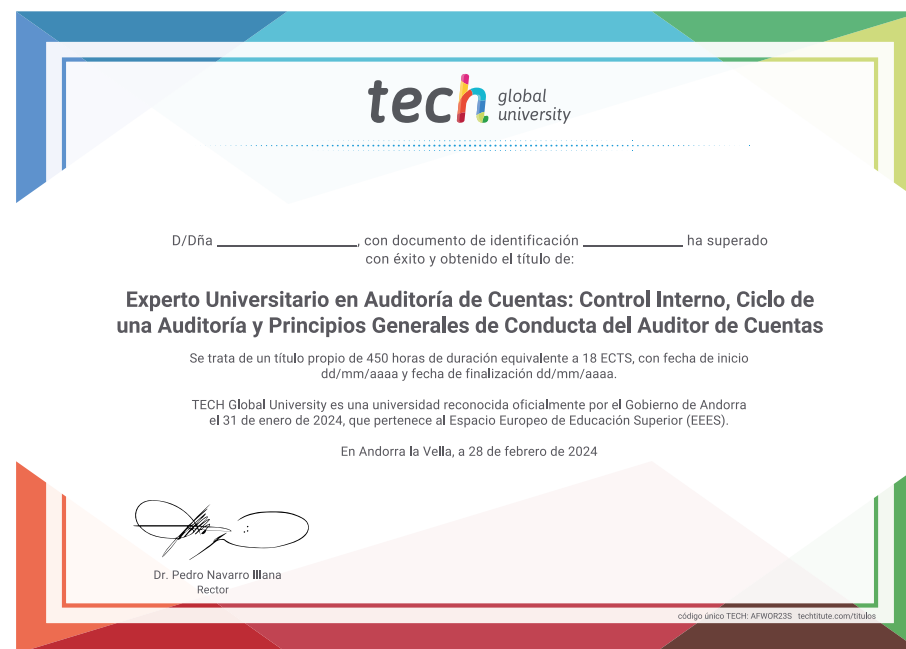 tech global university
D/Dña ________________, con documento de identificación ____________ ha superado
con éxito y obtenido el título de:
Experto Universitario en Auditoría de Cuentas: Control Interno, Ciclo de
una Auditoría y Principios Generales de Conducta del Auditor de Cuentas
Se trata de un título propio de 450 horas de duración equivalente a 18 ECTS, con fecha de inicio
dd/mm/aaaa y fecha de finalización dd/mm/aaaa.
TECH Global University es una universidad reconocida oficialmente por el Gobierno de Andorra
el 31 de enero de 2024, que pertenece al Espacio Europeo de Educación Superior (EEES).
En Andorra la Vella, a 28 de febrero de 2024
Dr. Pedro Navarro Illana
Rector
código único TECH: AFWOR23S techtitute.com/titulos